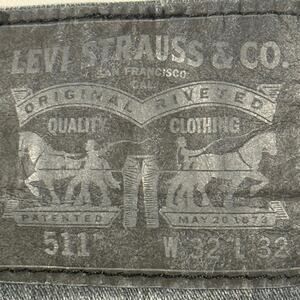 LEVI STRAUSS & CO.
SAN FRANCISCO
CAL.
ORIGINAL RIVETED
QUALITY CLOTHING
PATENTED MAY 20 1873
511 W 32 L 32